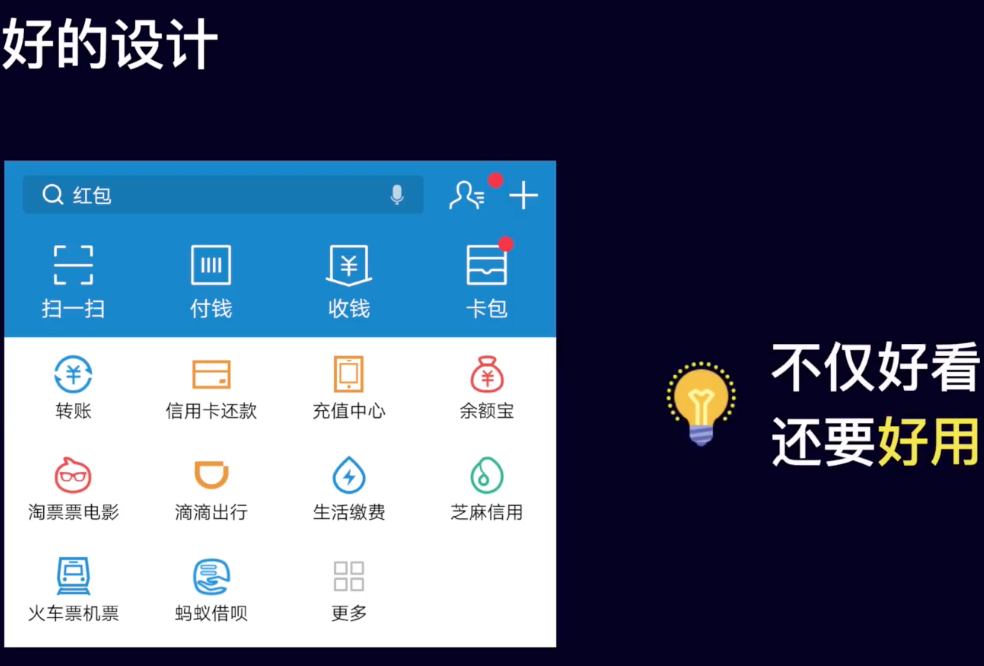 好的设计
红包
扫一扫 付钱 收钱 卡包
转账 信用卡还款 充值中心 余额宝
淘票票电影 滴滴出行 生活缴费 芝麻信用
火车票机票 蚂蚁借呗 更多
不仅好看
还要好用